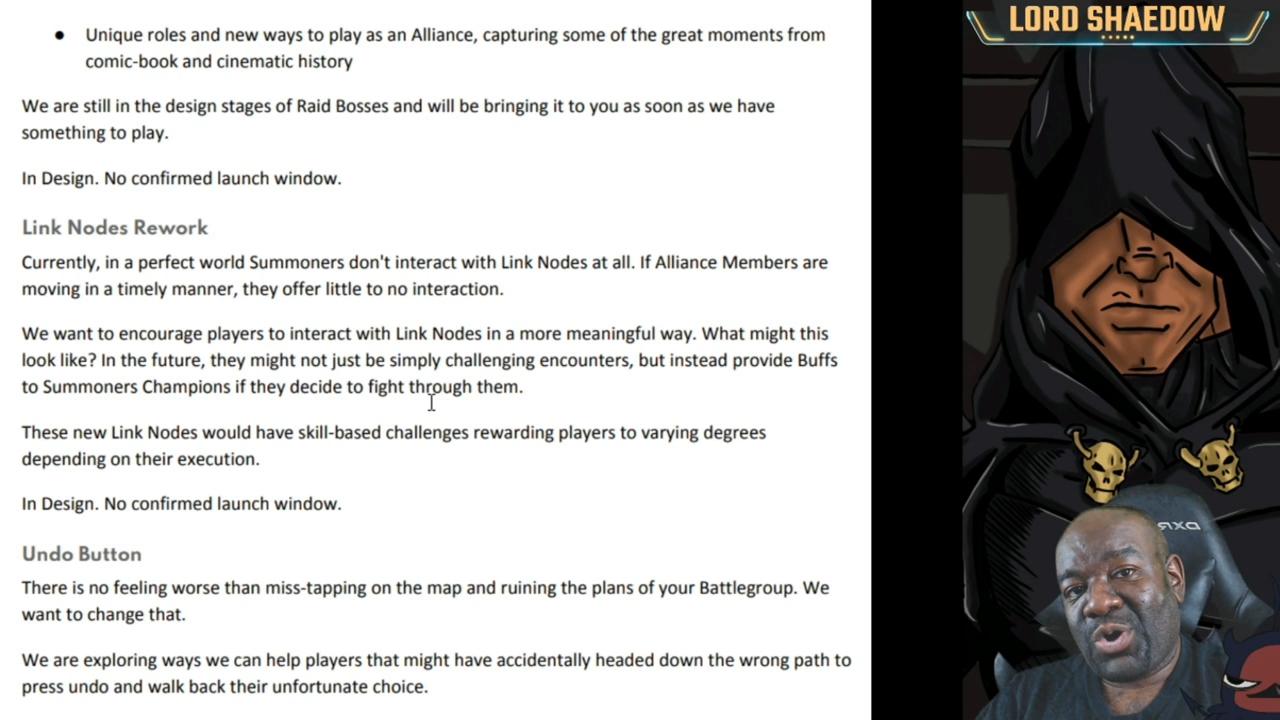 LORD SHAEDOW
● Unique roles and new ways to play as an Alliance, capturing some of the great moments from
comic-book and cinematic history
We are still in the design stages of Raid Bosses and will be bringing it to you as soon as we have
something to play.
In Design. No confirmed launch window.
Link Nodes Rework
Currently, in a perfect world Summoners don't interact with Link Nodes at all. If Alliance Members are
moving in a timely manner, they offer little to no interaction.
We want to encourage players to interact with Link Nodes in a more meaningful way. What might this
look like? In the future, they might not just be simply challenging encounters, but instead provide Buffs
to Summoners Champions if they decide to fight through them.
These new Link Nodes would have skill-based challenges rewarding players to varying degrees
depending on their execution.
In Design. No confirmed launch window.
Undo Button
There is no feeling worse than miss-tapping on the map and ruining the plans of your Battlegroup. We
want to change that.
We are exploring ways we can help players that might have accidentally headed down the wrong path to
press undo and walk back their unfortunate choice.